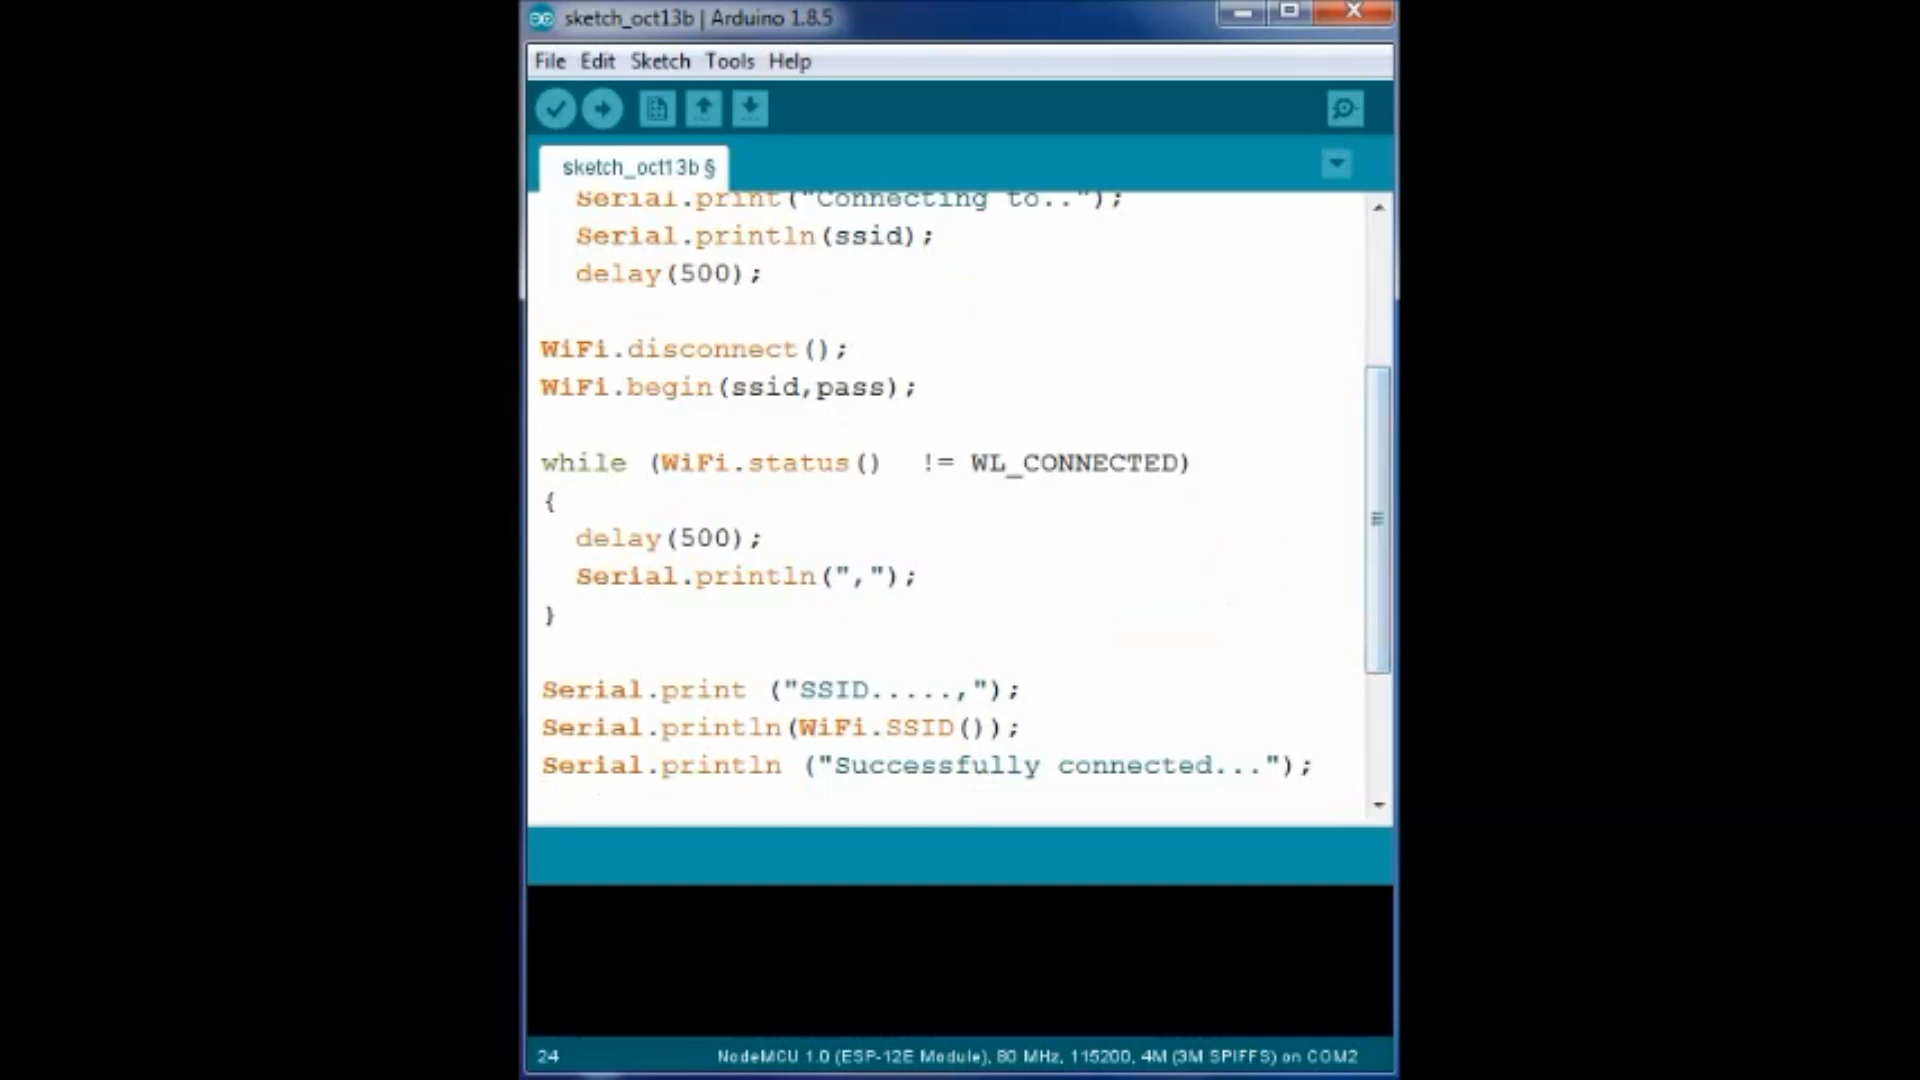 sketch_oct13b | Arduino 1.8.5
File Edit Sketch Tools Help
sketch_oct13b §
Serial.print("Connecting to..");
Serial.println(ssid);
delay(500);
WiFi.disconnect();
WiFi.begin(ssid,pass);
while (WiFi.status()  != WL_CONNECTED)
{
delay(500);
Serial.println(",");
}
Serial.print ("SSID.....,");
Serial.println(WiFi.SSID());
Serial.println ("Successfully connected...");
24
NodeMCU 1.0 (ESP-12E Module), 80 MHz, 115200, 4M (3M SPIFFS) on COM2